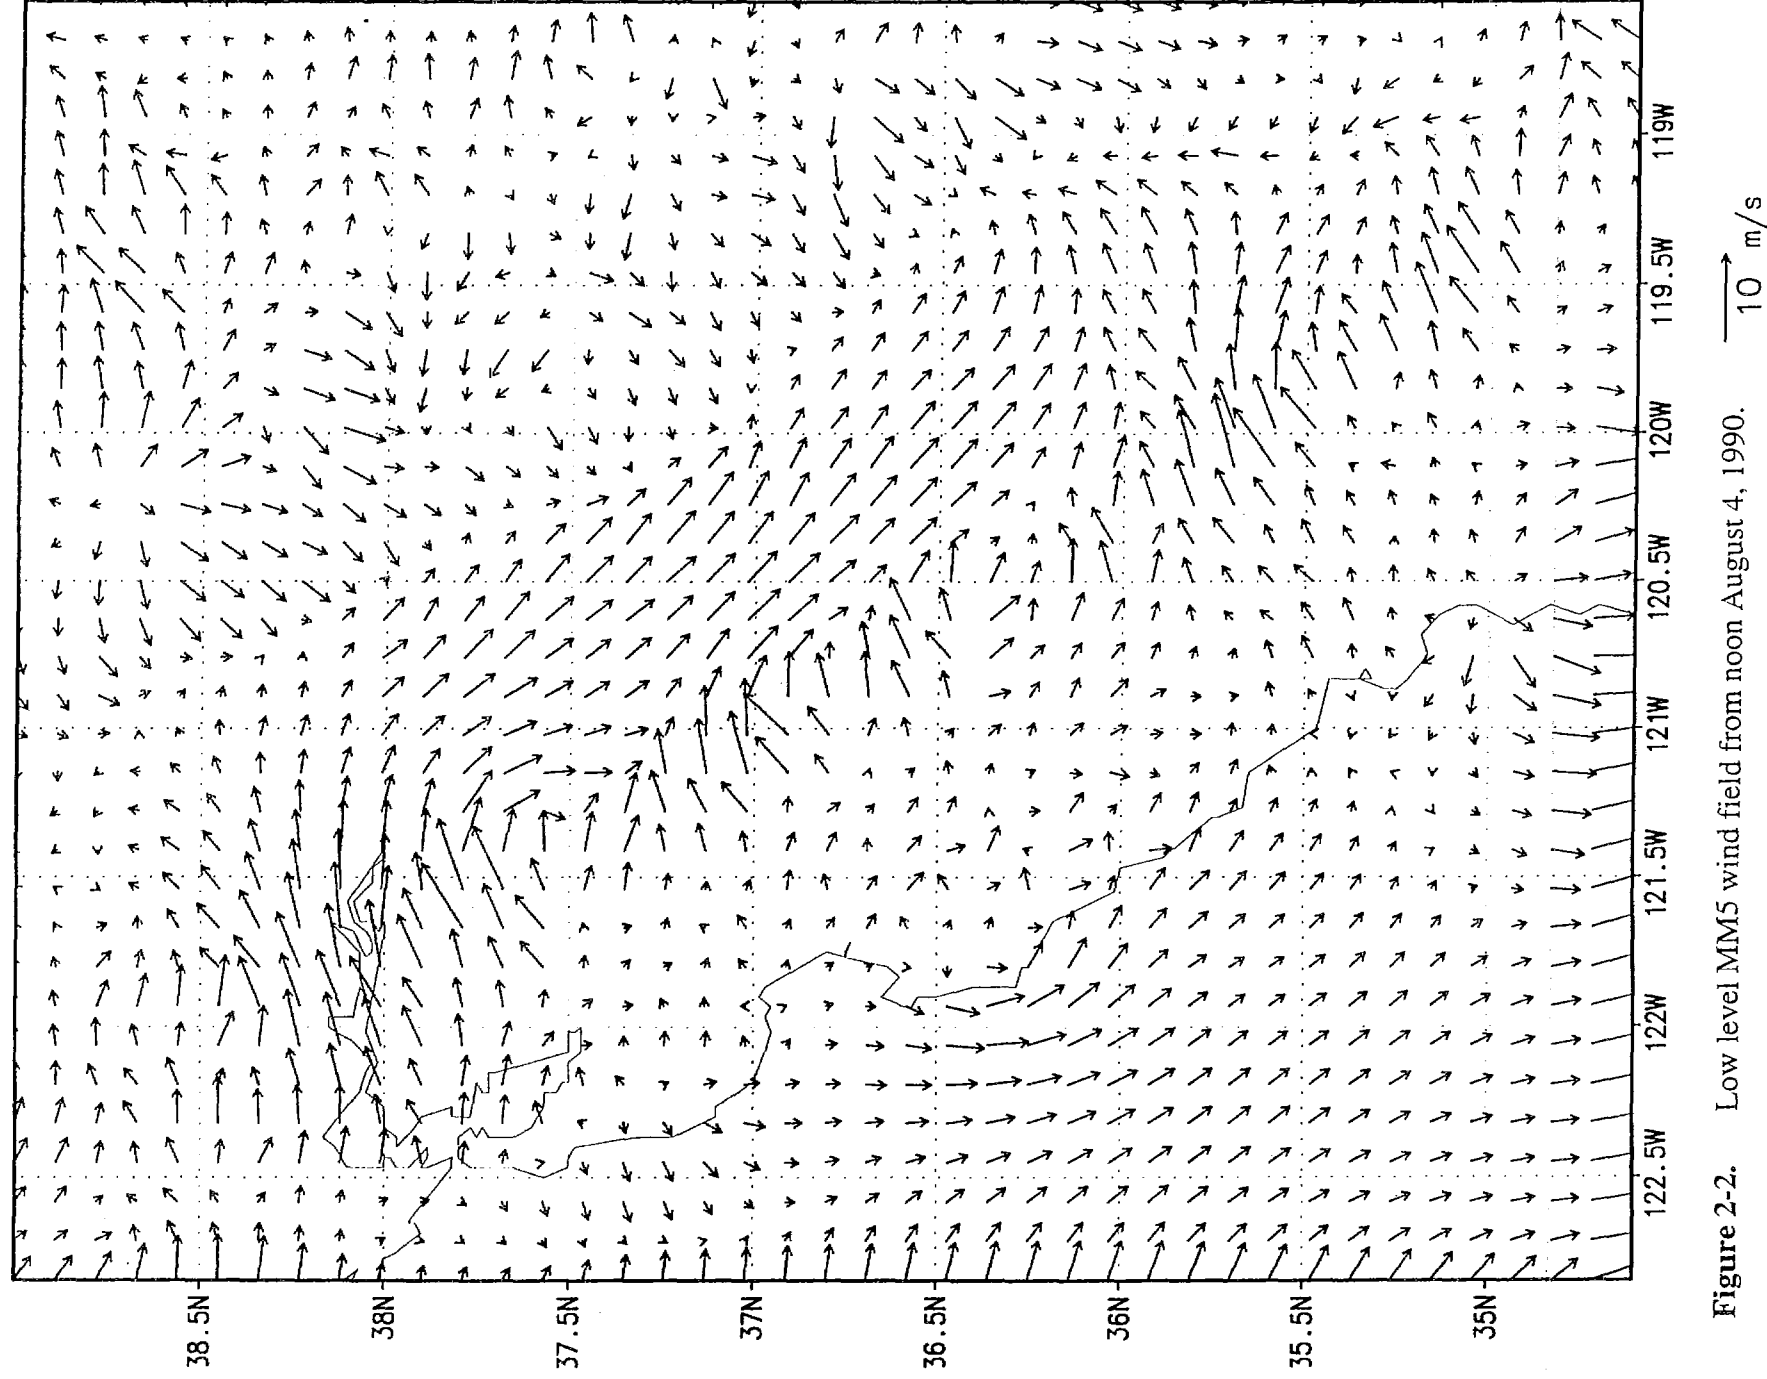 38.5N
38N
37.5N
37N
36.5N
36N
35.5N
35N
122.5W
122W
121.5W
121W
120.5W
120W
119.5W
119W
10 m/s
Figure 2-2. Low level MM5 wind field from noon August 4, 1990.